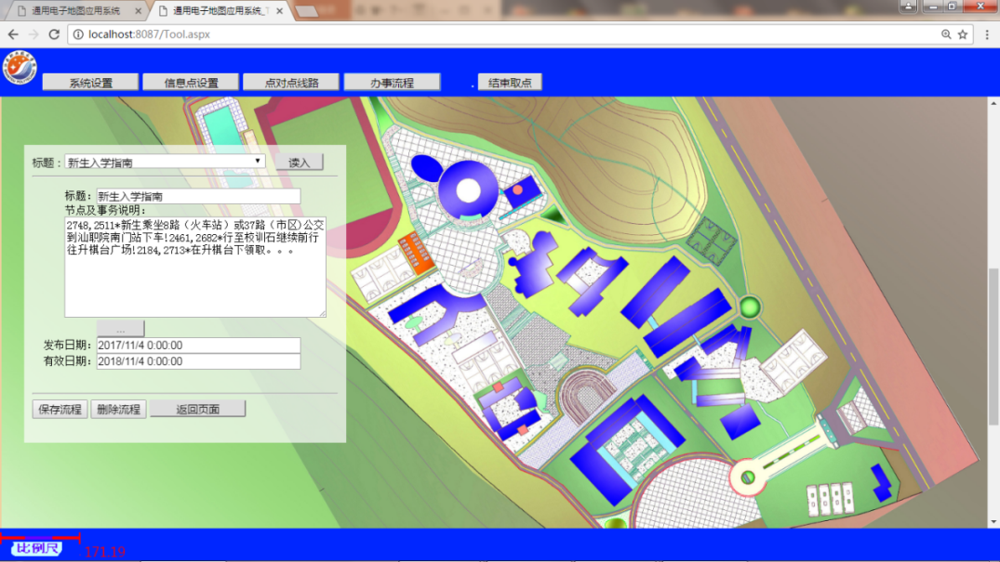 通用电子地图应用系统
通用电子地图应用系统_
localhost:8087/Tool.aspx
系统设置
信息点设置
点对点线路
办事流程
结束取点
标题：
新生入学指南
读入
标题：
新生入学指南
节点及事务说明：
2748,2511*新生乘坐8路（火车站）或37路（市区）公交
到汕职院南门站下车!2461,2682*行至校训石继续前行
往升棋台广场!2184,2713*在升棋台下领取。。。
...
发布日期：
2017/11/4 0:00:00
有效日期：
2018/11/4 0:00:00
保存流程
删除流程
返回页面
比例尺
171.19